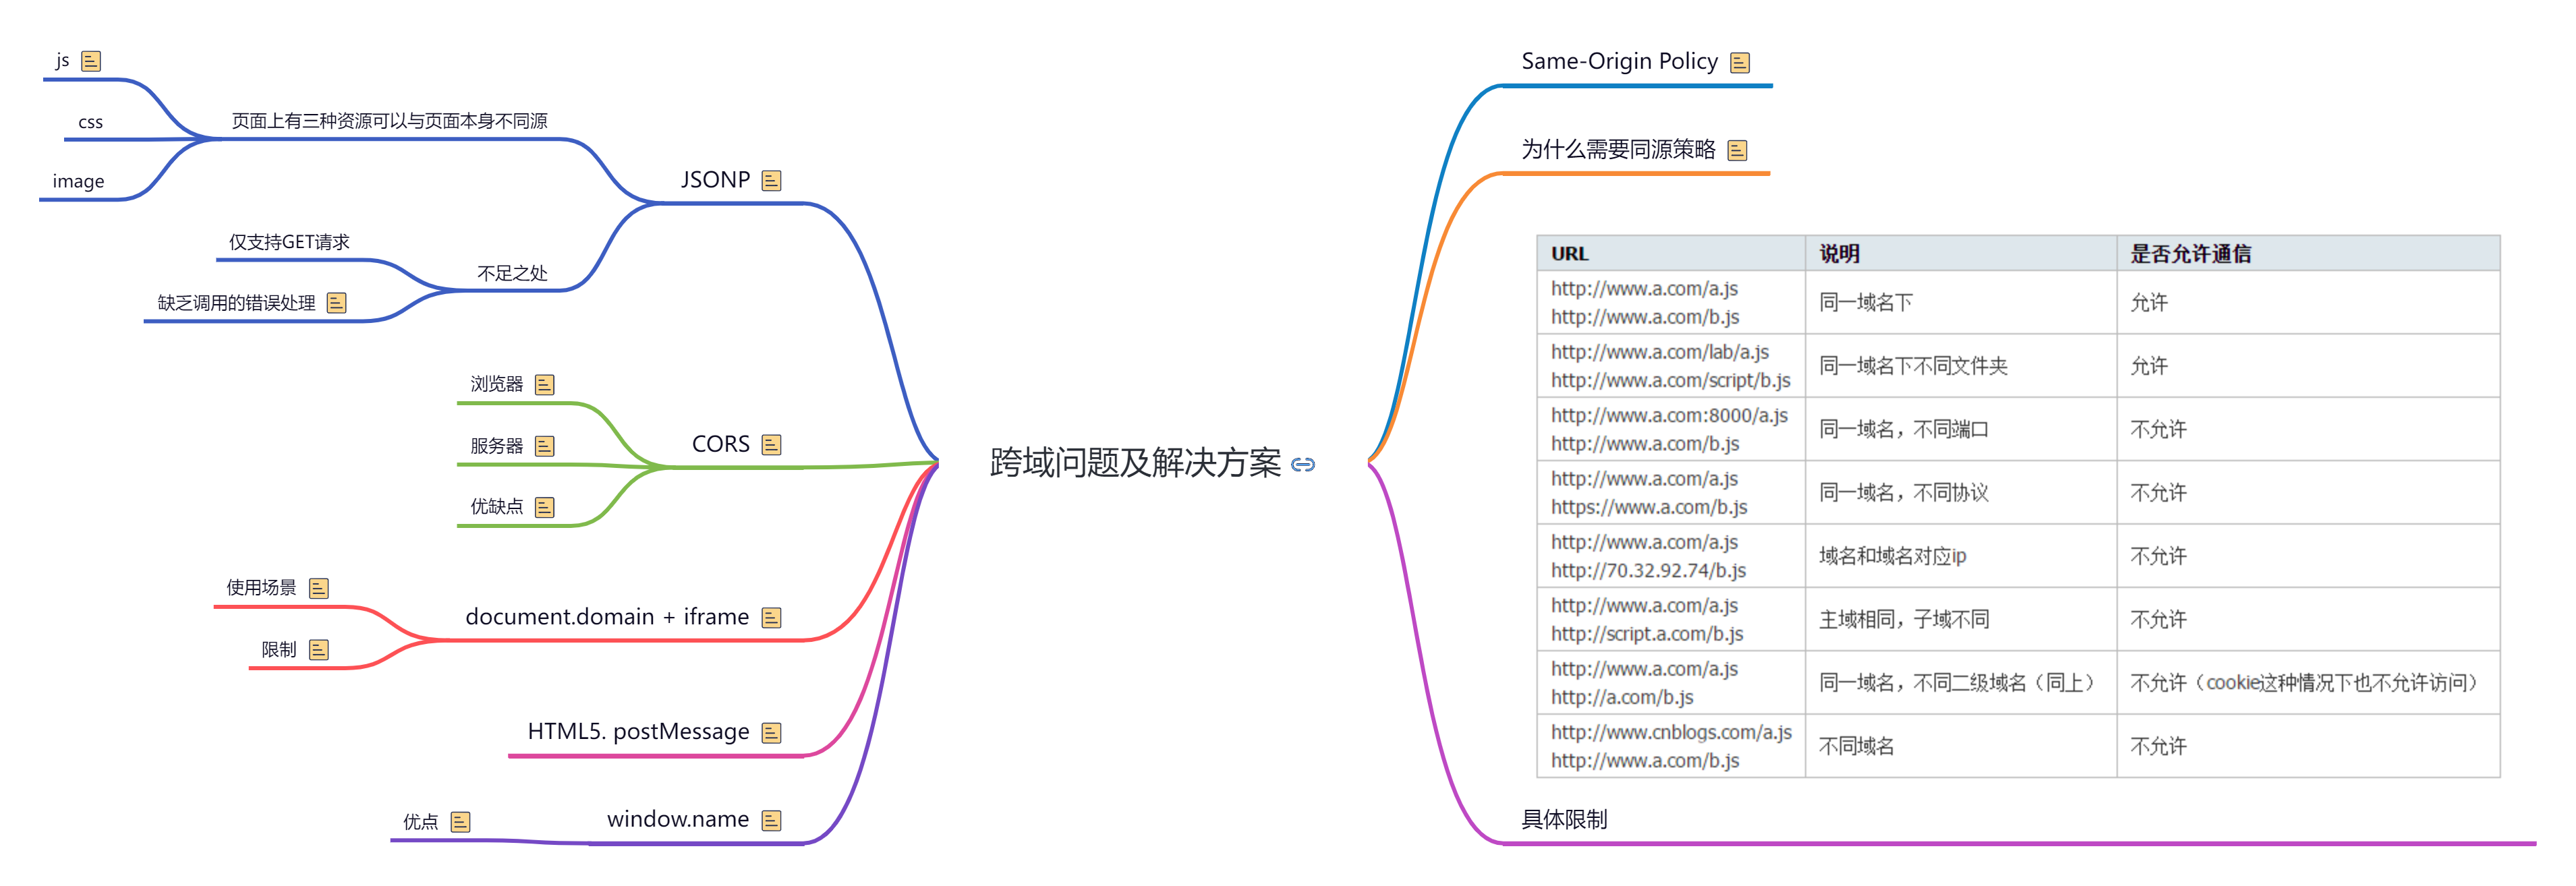 跨域问题及解决方案
Same-Origin Policy
为什么需要同源策略
URL 说明 是否允许通信
http://www.a.com/a.js
http://www.a.com/b.js
同一域名下
允许
http://www.a.com/lab/a.js
http://www.a.com/script/b.js
同一域名下不同文件夹
允许
http://www.a.com:8000/a.js
http://www.a.com/b.js
同一域名，不同端口
不允许
http://www.a.com/a.js
https://www.a.com/b.js
同一域名，不同协议
不允许
http://www.a.com/a.js
http://70.32.92.74/b.js
域名和域名对应ip
不允许
http://www.a.com/a.js
http://script.a.com/b.js
主域相同，子域不同
不允许
http://www.a.com/a.js
http://a.com/b.js
同一域名，不同二级域名（同上）
不允许（cookie这种情况下也不允许访问）
http://www.cnblogs.com/a.js
http://www.a.com/b.js
不同域名
不允许
具体限制
JSONP
页面上有三种资源可以与页面本身不同源
js
css
image
不足之处
仅支持GET请求
缺乏调用的错误处理
CORS
浏览器
服务器
优缺点
document.domain + iframe
使用场景
限制
HTML5. postMessage
window.name
优点